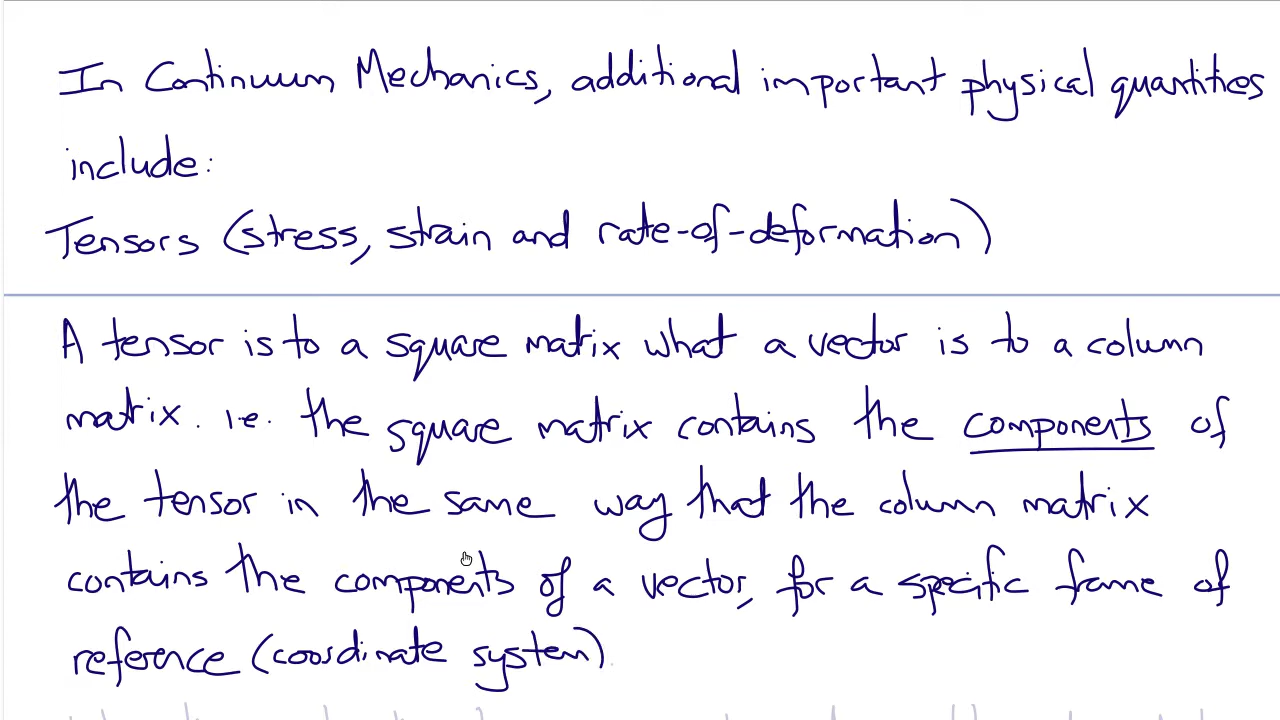 In Continuum Mechanics, additional important physical quantities
include:
Tensors (stress, strain and rate-of-deformation)
A tensor is to a square matrix what a vector is to a column
matrix. i.e. the square matrix contains the components of
the tensor in the same way that the column matrix
contains the components of a vector, for a specific frame of
reference (coordinate system).